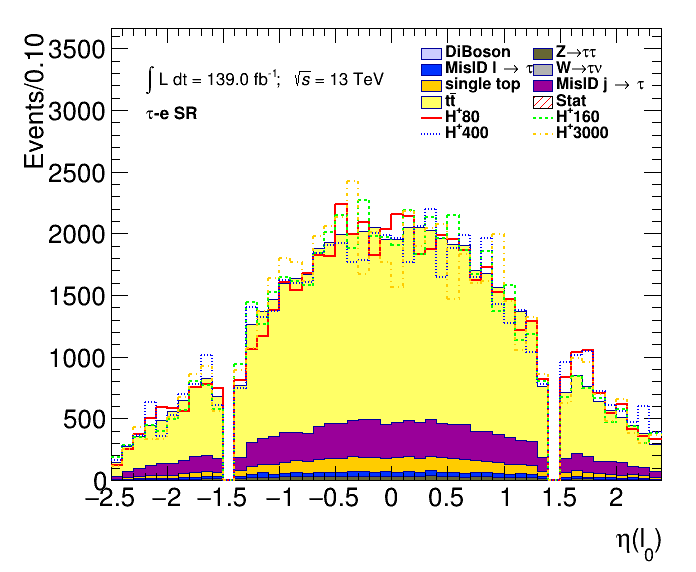 Events/0.10
3500
3000
2500
2000
1500
1000
500
0
∫ L dt = 139.0 fb⁻¹; √s = 13 TeV
τ-e SR
DiBoson
Z→ττ
MisID l → τ
W→τν
single top
MisID j → τ
tt̄
Stat
H⁺80
H⁺160
H⁺400
H⁺3000
−2.5 −2 −1.5 −1 −0.5 0 0.5 1 1.5 2
η(l₀)